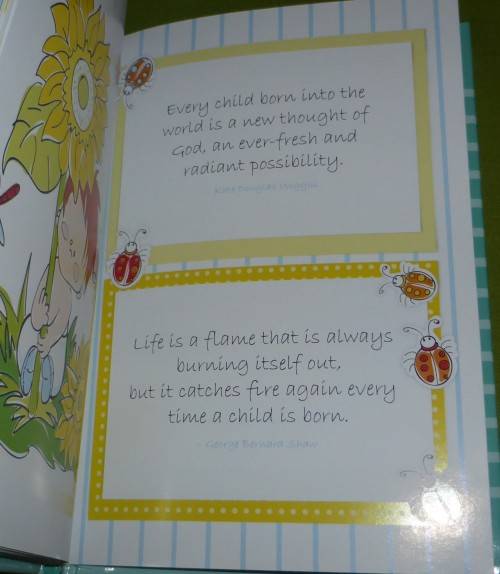 Every child born into the
world is a new thought of
God, an ever-fresh and
radiant possibility.
Kate Douglas Wiggin
Life is a flame that is always
burning itself out,
but it catches fire again every
time a child is born.
- George Bernard Shaw